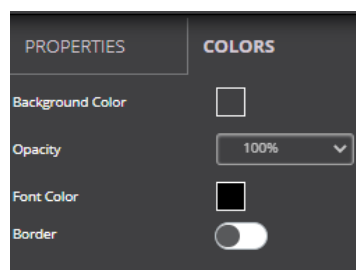 PROPERTIES COLORS
Background Color
Opacity 100%
Font Color
Border